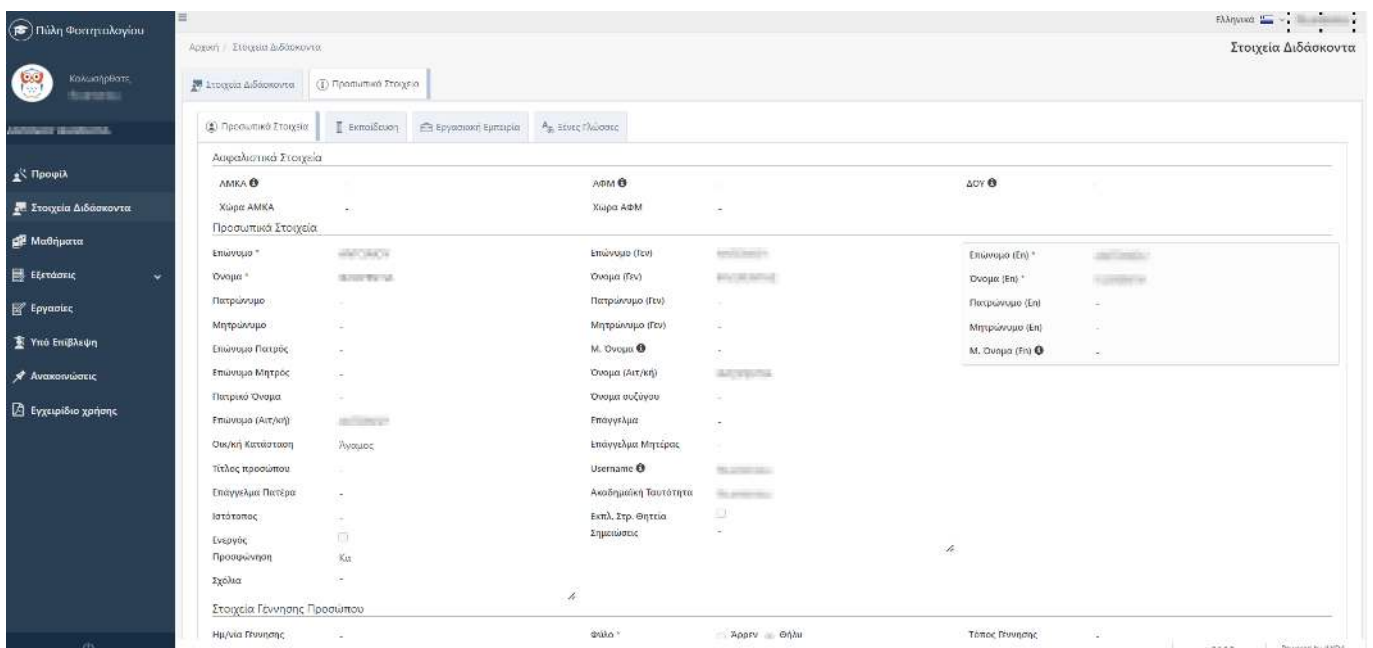 Πύλη Φοιτητολογίου
Ελληνικά
Αρχική / Στοιχεία Διδάσκοντα
Στοιχεία Διδάσκοντα
Καλωσήρθατε,
Στοιχεία Διδάσκοντα
Προσωπικά Στοιχεία
Προσωπικά Στοιχεία
Εκπαίδευση
Εργασιακή Εμπειρία
Ξένες Γλώσσες
Προφίλ
Στοιχεία Διδάσκοντα
Μαθήματα
Εξετάσεις
Εργασίες
Υπό Επίβλεψη
Ανακοινώσεις
Εγχειρίδιο χρήσης
Ασφαλιστικά Στοιχεία
ΑΜΚΑ ΑΦΜ ΔΟΥ
Χώρα ΑΜΚΑ - Χώρα ΑΦΜ -
Προσωπικά Στοιχεία
Επώνυμο * Επώνυμο (Γεν) Επώνυμο (En) *
Όνομα * Όνομα (Γεν) Όνομα (En) *
Πατρώνυμο - Πατρώνυμο (Γεν) - Πατρώνυμο (En) -
Μητρώνυμο - Μητρώνυμο (Γεν) - Μητρώνυμο (En) -
Επώνυμο Πατρός - Μ. Όνομα - Μ. Όνομα (En) -
Επώνυμο Μητρός - Όνομα (Αιτ/κή)
Πατρικό Όνομα - Όνομα συζύγου -
Επώνυμο (Αιτ/κή) Επάγγελμα -
Οικ/κή Κατάσταση Άγαμος Επάγγελμα Μητέρας -
Τίτλος προσώπου - Username
Επάγγελμα Πατέρα - Ακαδημαϊκή Ταυτότητα
Ιστότοπος - Εκπλ. Στρ. Θητεία
Ενεργός Σημειώσεις -
Προσφώνηση Κα
Σχόλια -
Στοιχεία Γέννησης Προσώπου
Ημ/νία Γέννησης - Φύλο * Άρρεν Θήλυ Τόπος Γέννησης -